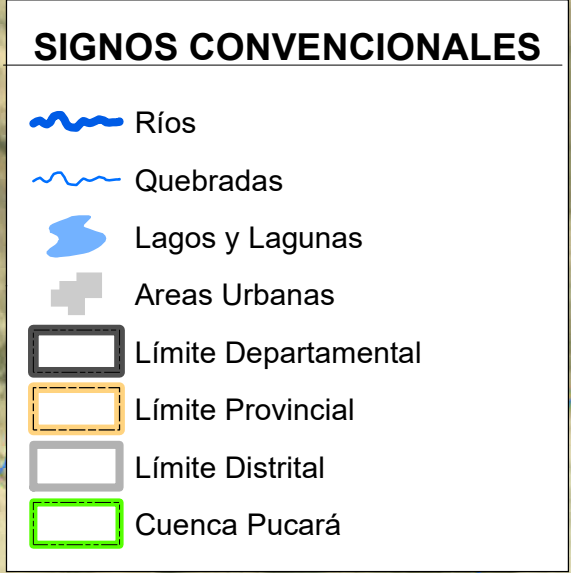 SIGNOS CONVENCIONALES
Ríos
Quebradas
Lagos y Lagunas
Areas Urbanas
Límite Departamental
Límite Provincial
Límite Distrital
Cuenca Pucará